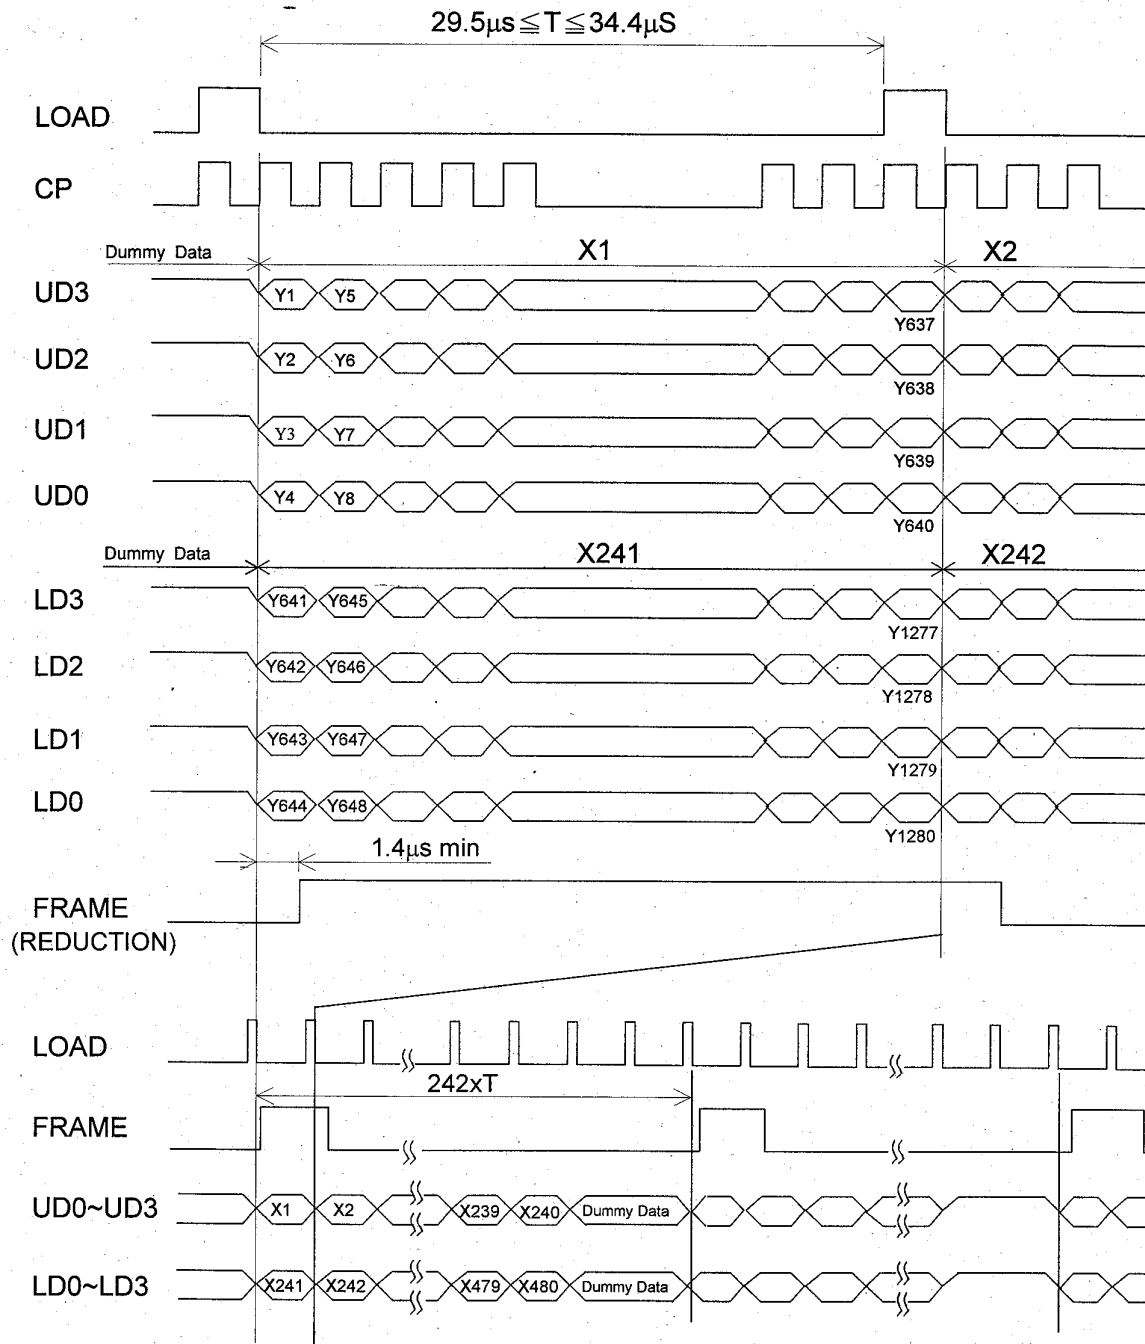 29.5μs≦T≦34.4μS
LOAD
CP
Dummy Data X1 X2
UD3 Y1 Y5 Y637
UD2 Y2 Y6 Y638
UD1 Y3 Y7 Y639
UD0 Y4 Y8 Y640
Dummy Data X241 X242
LD3 Y641 Y645 Y1277
LD2 Y642 Y646 Y1278
LD1 Y643 Y647 Y1279
LD0 Y644 Y648 Y1280
1.4μs min
FRAME
(REDUCTION)
LOAD
242xT
FRAME
UD0~UD3 X1 X2 X239 X240 Dummy Data
LD0~LD3 X241 X242 X479 X480 Dummy Data